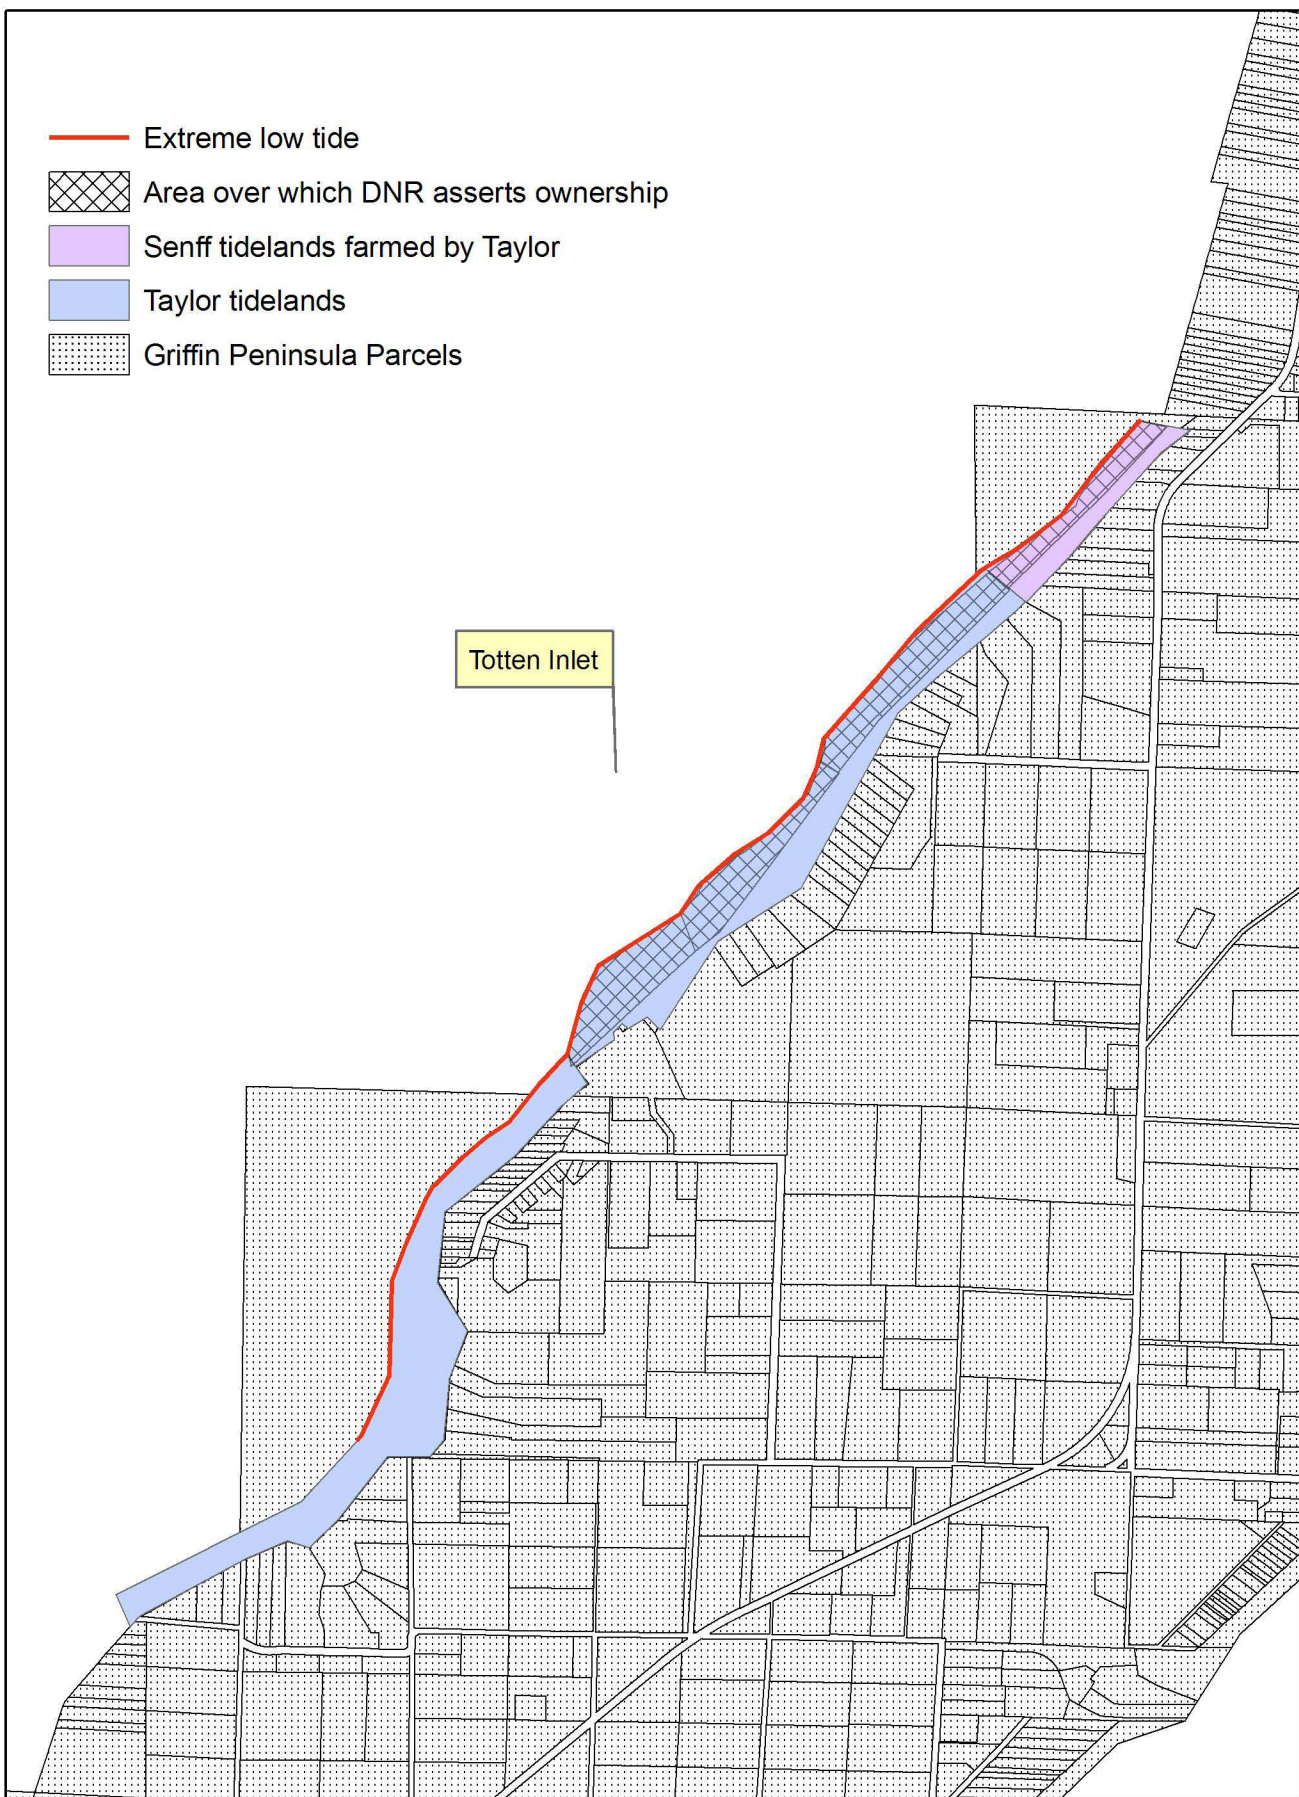 Extreme low tide
Area over which DNR asserts ownership
Senff tidelands farmed by Taylor
Taylor tidelands
Griffin Peninsula Parcels
Totten Inlet